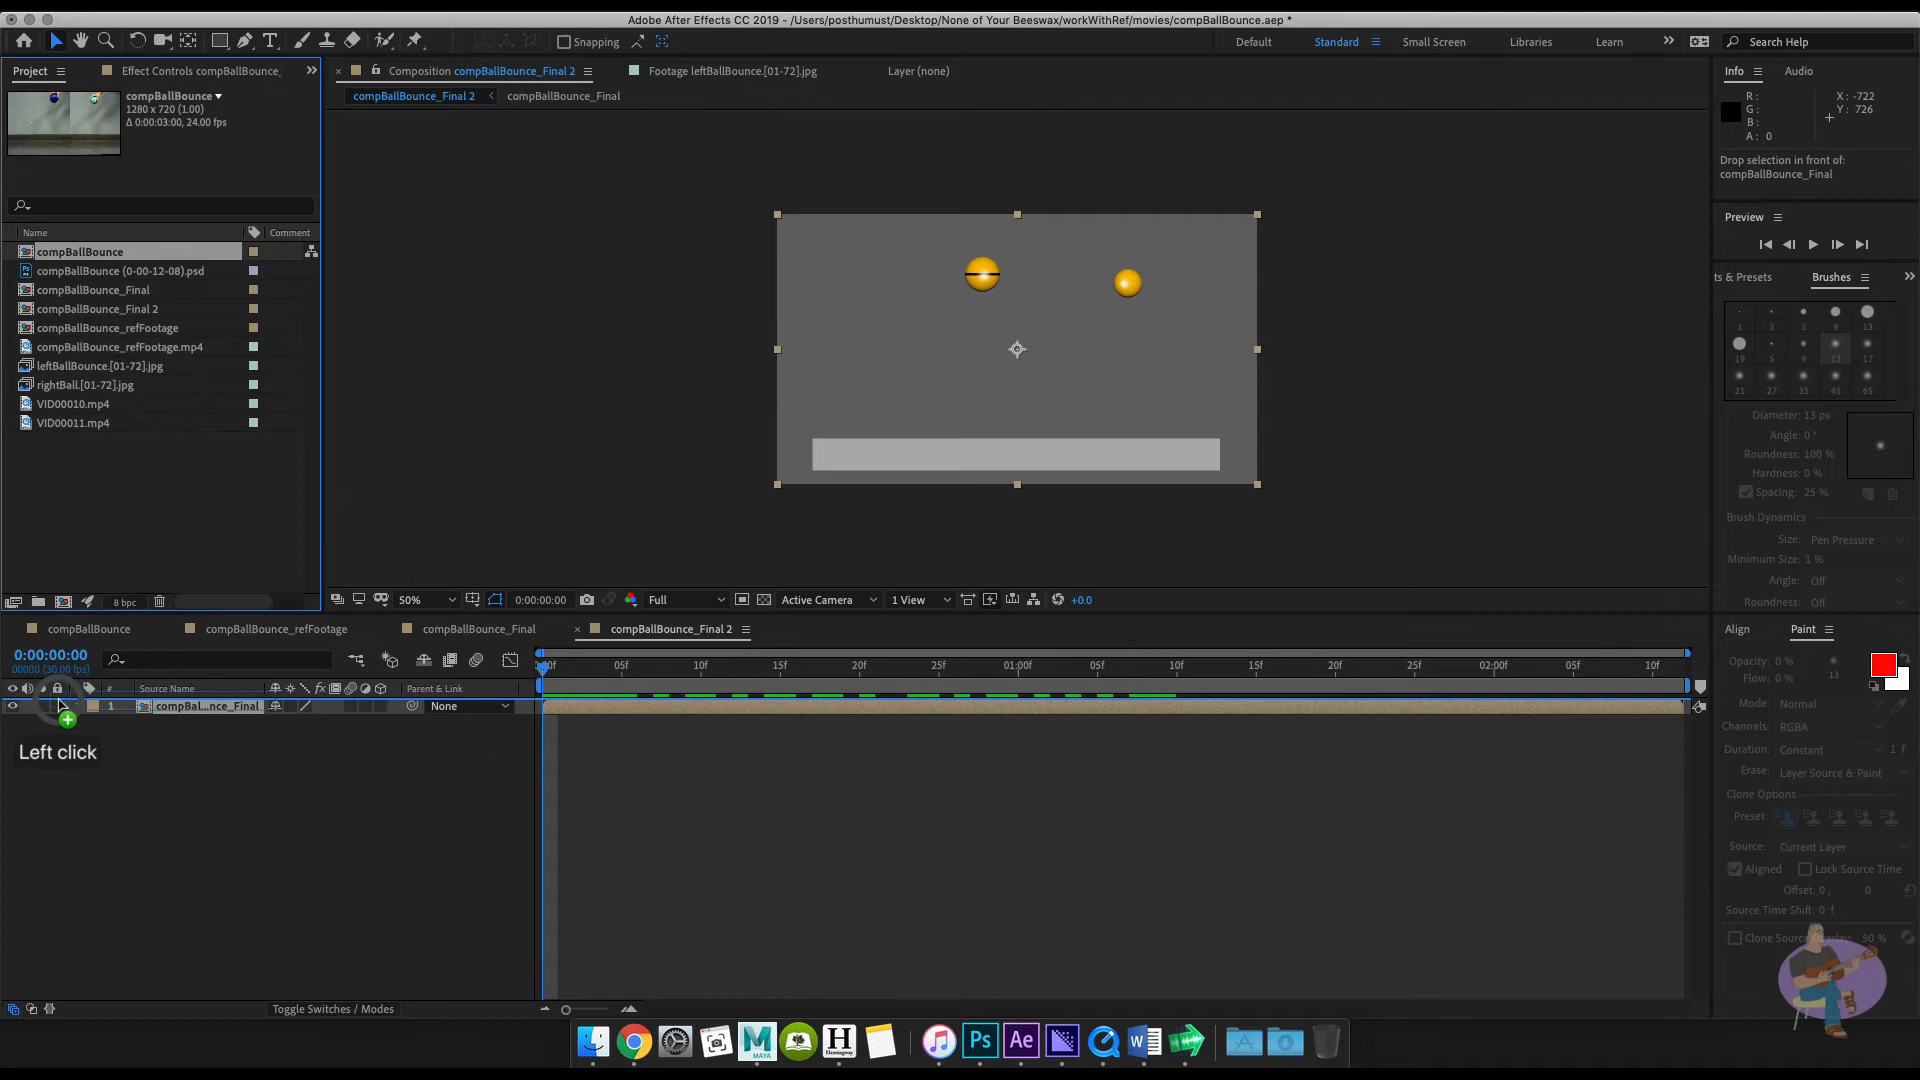 Adobe After Effects CC 2019 - /Users/posthumust/Desktop/None of Your Beeswax/workWithRef/movies/compBallBounce.aep *
Snapping
Default
Standard
Small Screen
Libraries
Learn
Search Help
Project
Effect Controls compBallBounce_
compBallBounce
1280 x 720 (1.00)
Δ 0:00:03:00, 24.00 fps
Composition compBallBounce_Final 2
Footage leftBallBounce.[01-72].jpg
Layer (none)
compBallBounce_Final 2
compBallBounce_Final
Info
Audio
R :
G :
B :
A : 0
X : -722
Y : 726
Drop selection in front of:
compBallBounce_Final
Preview
ts & Presets
Brushes
1 3 5 9 13
19 5 9 13 17
21 27 35 45 65
Diameter: 13 px
Angle: 0 °
Roundness: 100 %
Hardness: 0 %
Spacing: 25 %
Brush Dynamics
Size: Pen Pressure
Minimum Size: 1 %
Angle: Off
Roundness: Off
Name
Comment
compBallBounce
compBallBounce (0-00-12-08).psd
compBallBounce_Final
compBallBounce_Final 2
compBallBounce_refFootage
compBallBounce_refFootage.mp4
leftBallBounce.[01-72].jpg
rightBall.[01-72].jpg
VID00010.mp4
VID00011.mp4
8 bpc
50%
0:00:00:00
Full
Active Camera
1 View
+0.0
compBallBounce
compBallBounce_refFootage
compBallBounce_Final
compBallBounce_Final 2
0:00:00:00
00000 (30.00 fps)
05f 10f 15f 20f 25f 01:00f 05f 10f 15f 20f 25f 02:00f 05f 10f
# Source Name
fx
Parent & Link
1 compBal...nce_Final
None
Left click
Toggle Switches / Modes
Align
Paint
Opacity: 0 %
Flow: 0 %
13
Mode: Normal
Channels: RGBA
Duration: Constant 1 f
Erase: Layer Source & Paint
Clone Options
Preset:
Source: Current Layer
Aligned
Lock Source Time
Offset: 0 , 0
Source Time Shift: 0 f
Clone Source Overlay: 50 %
MAYA
H
Hemingway
Ps
Ae
W